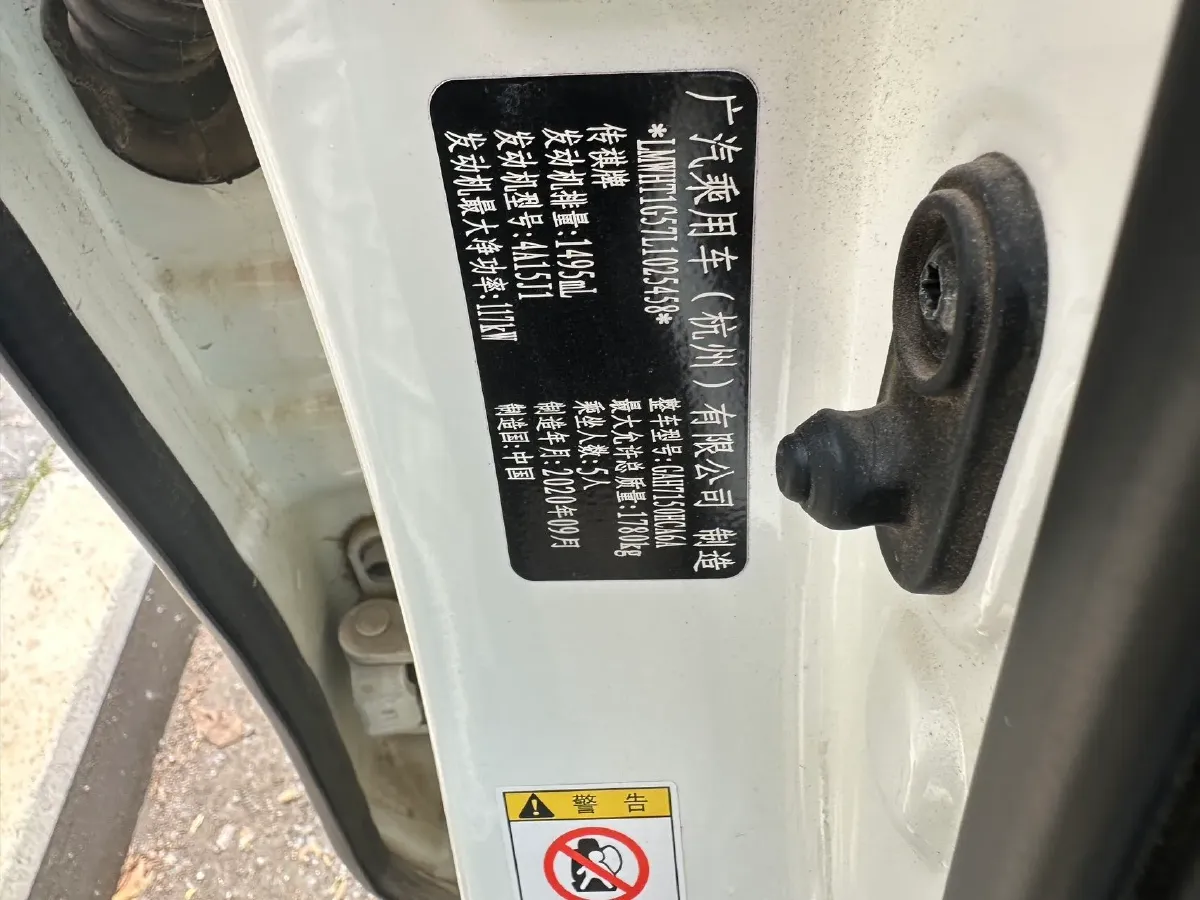 广汽乘用车（杭州）有限公司 制造
*LMWHT1G57L1025458*
传祺牌
整车型号:GAH7150HCA6A
发动机排量:1495mL
最大允许总质量:1780kg
发动机型号:4A15J1
乘坐人数:5人
发动机最大净功率:117kW
制造年月:2020年09月
制造国:中国
警告